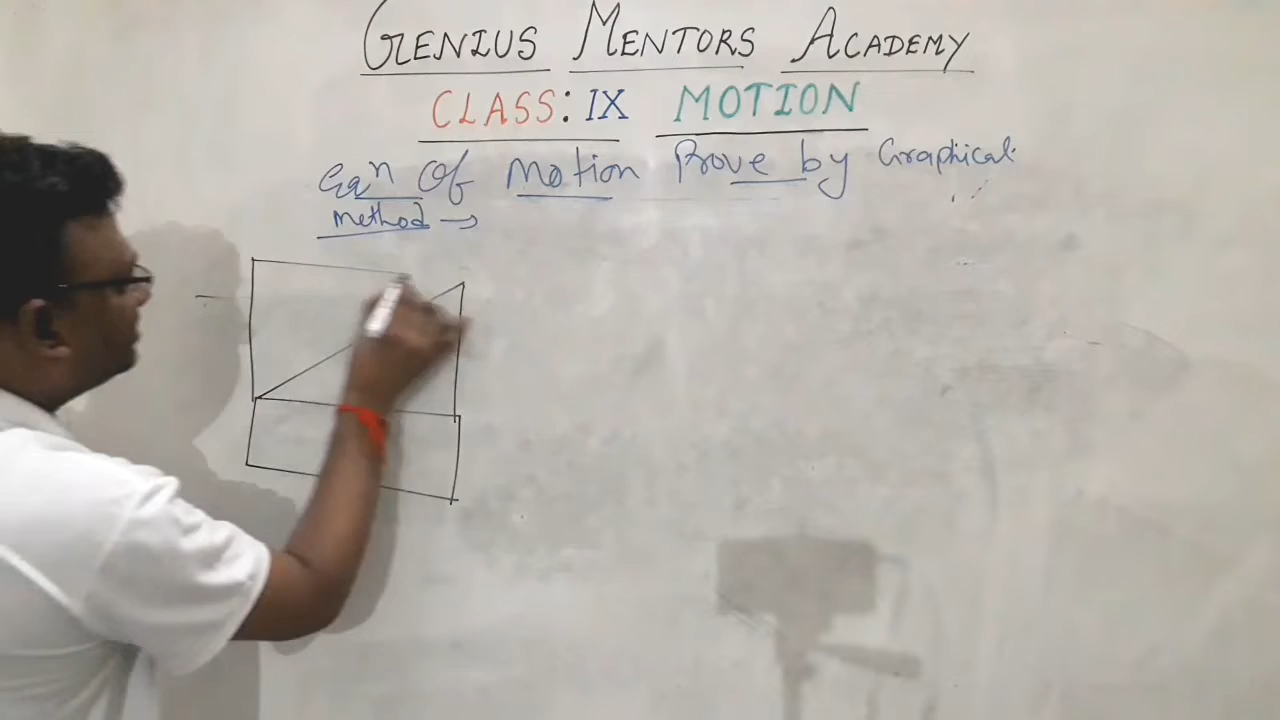 GENIUS MENTORS ACADEMY
CLASS: IX MOTION
Eqn Of Motion Prove by Graphical
Method →